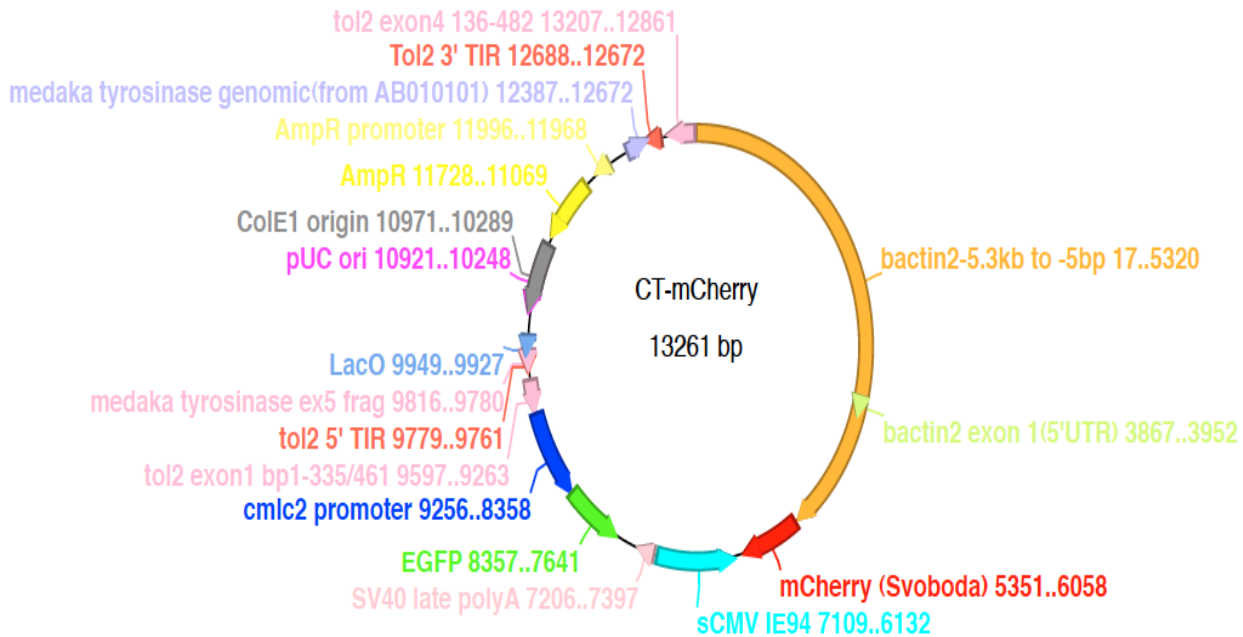 tol2 exon4 136-482 13207..12861
Tol2 3' TIR 12688..12672
medaka tyrosinase genomic(from AB010101) 12387..12672
AmpR promoter 11996..11968
AmpR 11728..11069
ColE1 origin 10971..10289
pUC ori 10921..10248
CT-mCherry
13261 bp
bactin2-5.3kb to -5bp 17..5320
LacO 9949..9927
medaka tyrosinase ex5 frag 9816..9780
tol2 5' TIR 9779..9761
tol2 exon1 bp1-335/461 9597..9263
bactin2 exon 1(5'UTR) 3867..3952
cmlc2 promoter 9256..8358
EGFP 8357..7641
SV40 late polyA 7206..7397
mCherry (Svoboda) 5351..6058
sCMV IE94 7109..6132